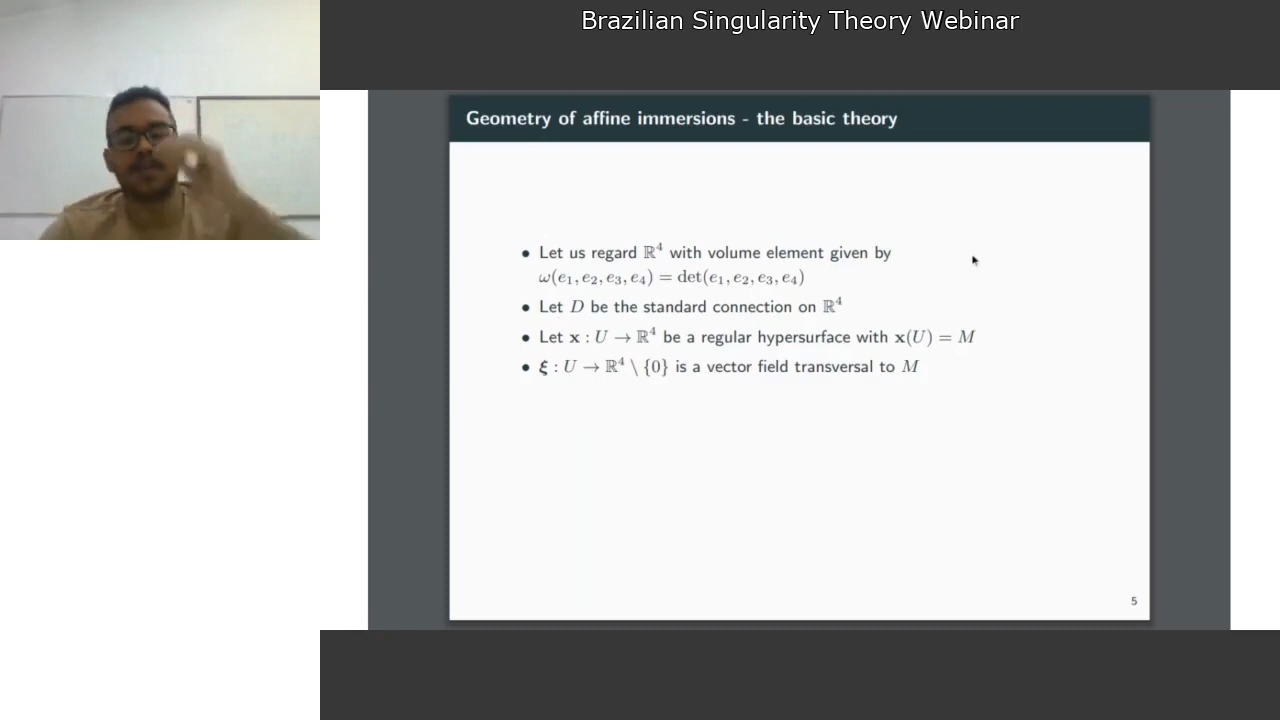 Brazilian Singularity Theory Webinar
Geometry of affine immersions - the basic theory
• Let us regard ℝ⁴ with volume element given by
ω(e₁, e₂, e₃, e₄) = det(e₁, e₂, e₃, e₄)
• Let D be the standard connection on ℝ⁴
• Let x : U → ℝ⁴ be a regular hypersurface with x(U) = M
• ξ : U → ℝ⁴ \ {0} is a vector field transversal to M
5